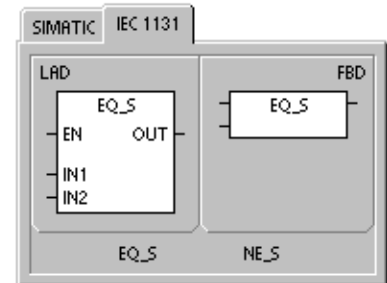 SIMATIC IEC 1131
LAD FBD
EQ_S
EN OUT
IN1
IN2
EQ_S
EQ_S NE_S